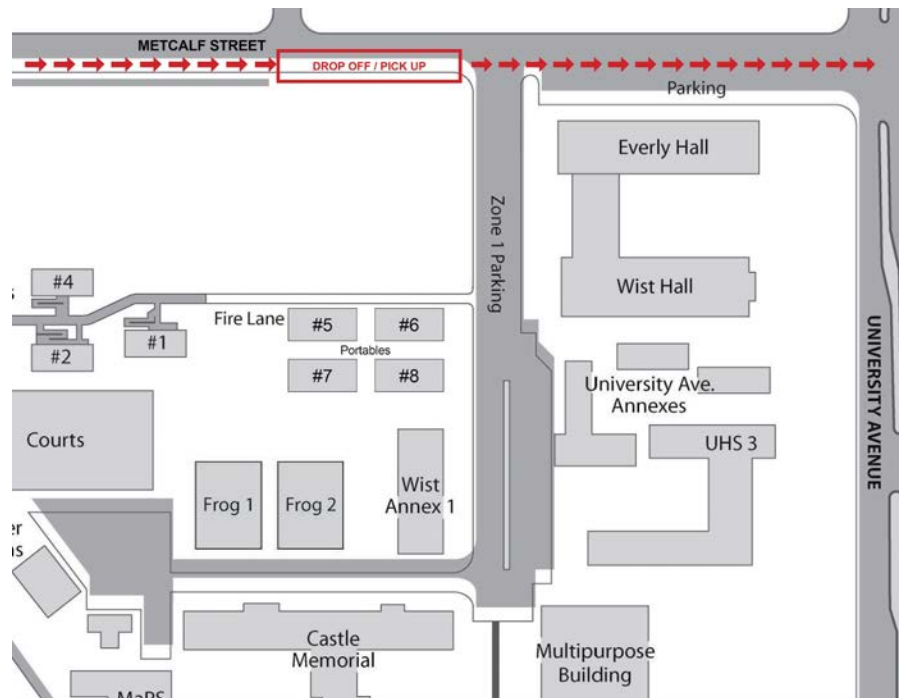 METCALF STREET
DROP OFF / PICK UP
Parking
Everly Hall
Zone 1 Parking
Wist Hall
#4
Fire Lane
#5
#6
#1
#2
Portables
#7
#8
University Ave.
Annexes
UNIVERSITY AVENUE
Courts
UHS 3
Frog 1
Frog 2
Wist
Annex 1
Castle
Memorial
Multipurpose
Building